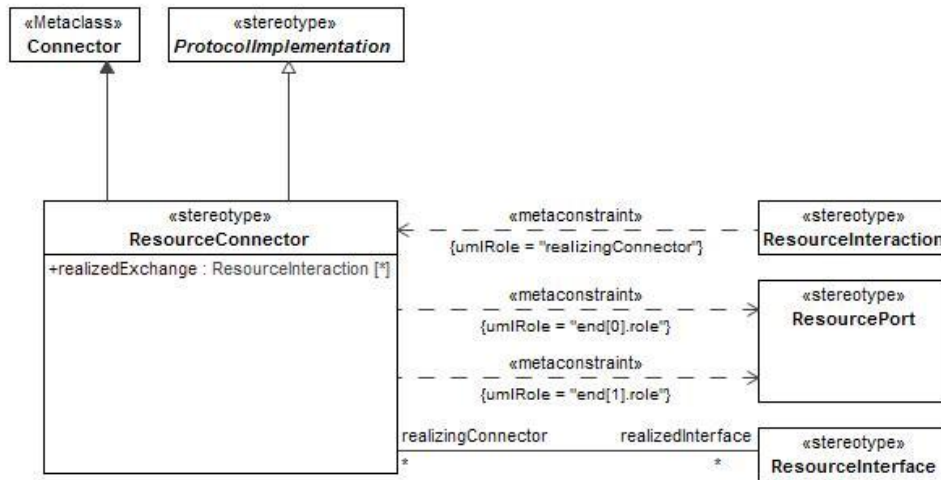 «Metaclass»
Connector
«stereotype»
ProtocolImplementation
«stereotype»
ResourceConnector
+realizedExchange : ResourceInteraction [*]
«metaconstraint»
{umlRole = "realizingConnector"}
«stereotype»
ResourceInteraction
«metaconstraint»
{umlRole = "end[0].role"}
«stereotype»
ResourcePort
«metaconstraint»
{umlRole = "end[1].role"}
realizingConnector
realizedInterface
*
*
«stereotype»
ResourceInterface